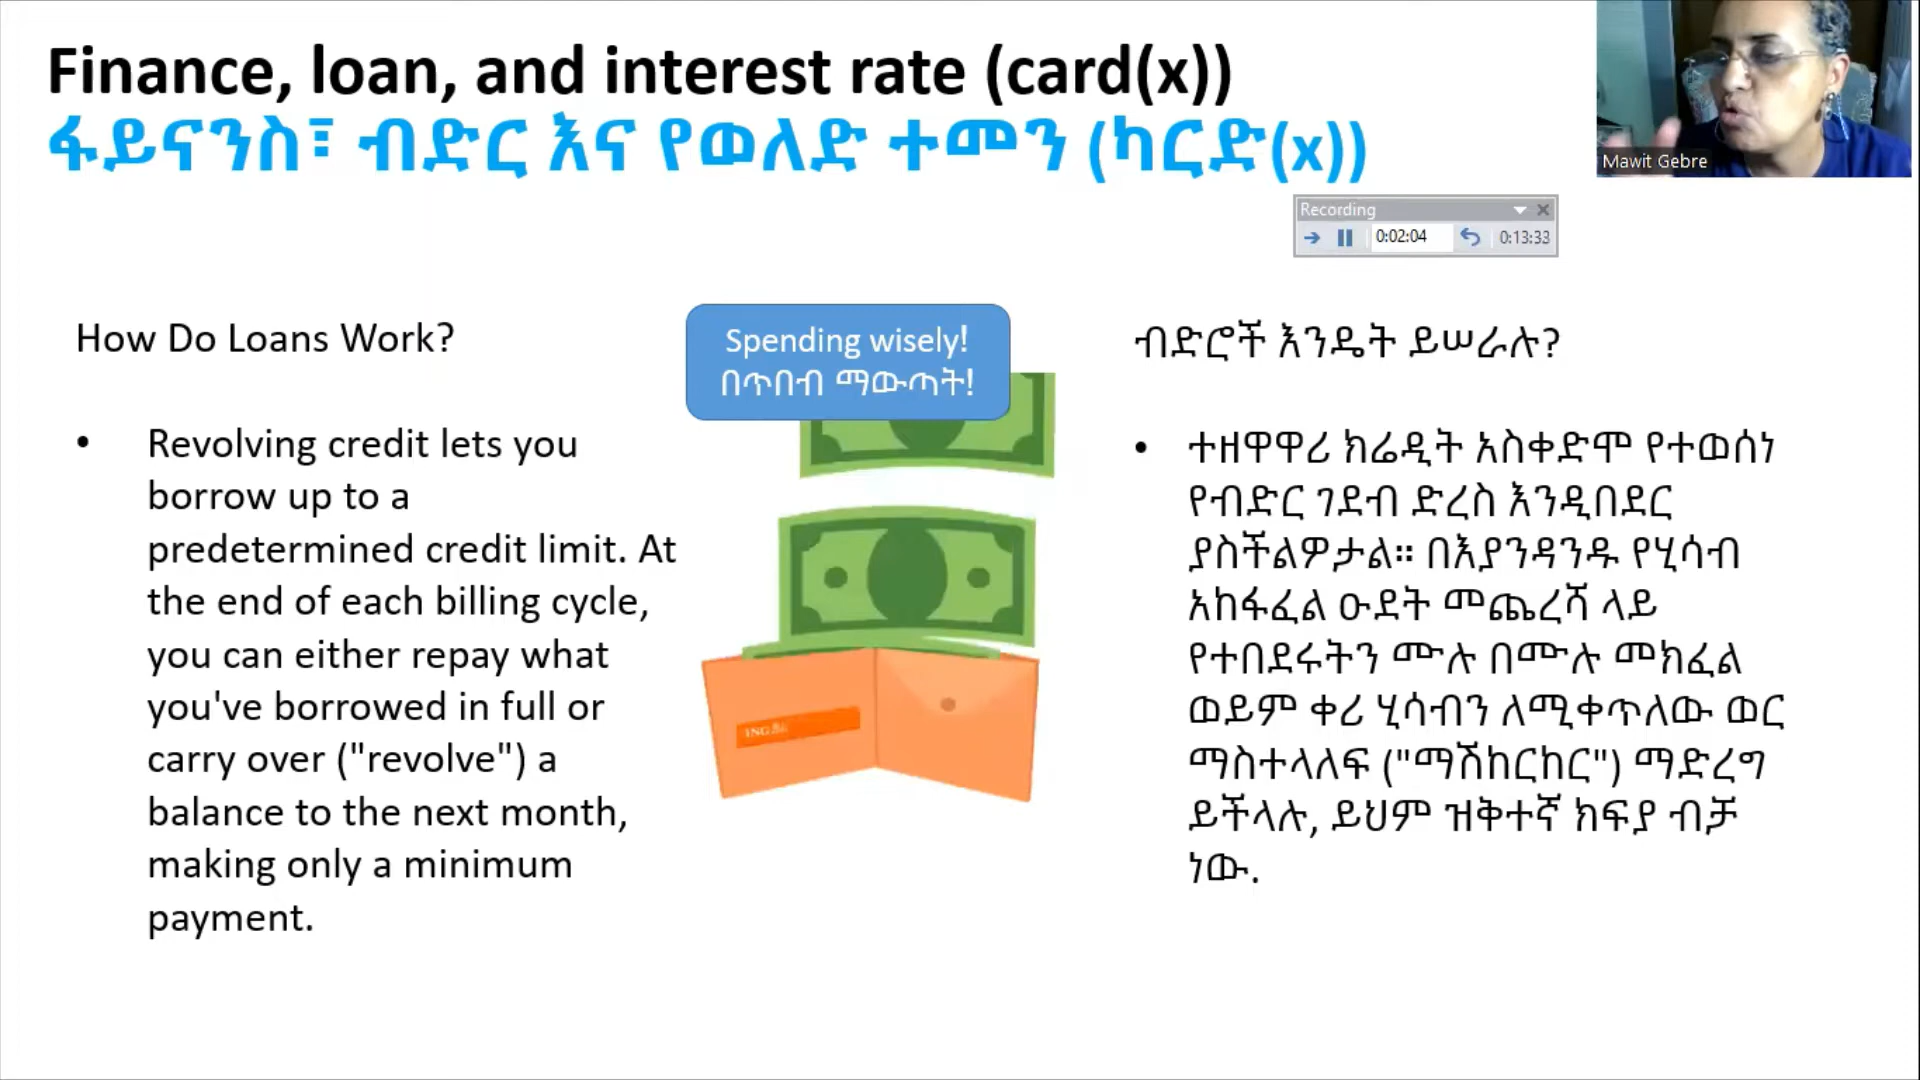 Finance, loan, and interest rate (card(x))
ፋይናንስ፣ ብድር እና የወለድ ተመን (ካርድ(x))
Mawit Gebre
Recording
0:02:04
0:13:33
How Do Loans Work?
• Revolving credit lets you
borrow up to a
predetermined credit limit. At
the end of each billing cycle,
you can either repay what
you've borrowed in full or
carry over ("revolve") a
balance to the next month,
making only a minimum
payment.
Spending wisely!
በጥበብ ማውጣት!
ING
ብድሮች እንዴት ይሠራሉ?
• ተዘዋዋሪ ክሬዲት አስቀድሞ የተወሰነ
የብድር ገደብ ድረስ እንዲበደር
ያስችልዎታል። በእያንዳንዱ የሂሳብ
አከፋፈል ዑደት መጨረሻ ላይ
የተበደሩትን ሙሉ በሙሉ መክፈል
ወይም ቀሪ ሂሳብን ለሚቀጥለው ወር
ማስተላለፍ ("ማሽከርከር") ማድረግ
ይችላሉ, ይህም ዝቅተኛ ክፍያ ብቻ
ነው.